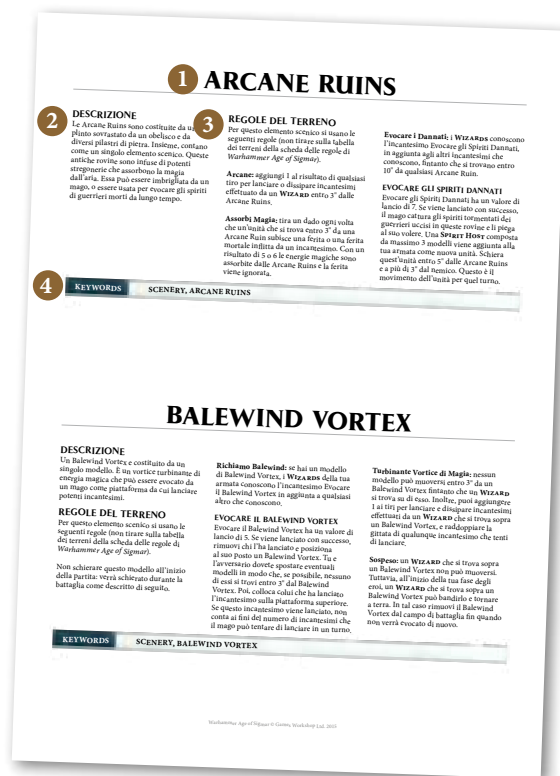 1 ARCANE RUINS
2 DESCRIZIONE
Le Arcane Ruins sono costituite da un
plinto sovrastato da un obelisco e da
diversi pilastri di pietra. Insieme, contano
come un singolo elemento scenico. Queste
antiche rovine sono infuse di potenti
stregonerie che assorbono la magia
dall'aria. Essa può essere imbrigliata da un
mago, o essere usata per evocare gli spiriti
di guerrieri morti da lungo tempo.
3 REGOLE DEL TERRENO
Per questo elemento scenico si usano le
seguenti regole (non tirare sulla tabella
dei terreni della scheda delle regole di
Warhammer Age of Sigmar).
Arcane: aggiungi 1 al risultato di qualsiasi
tiro per lanciare o dissipare incantesimi
effettuato da un WIZARD entro 3" dalle
Arcane Ruins.
Assorbi Magia: tira un dado ogni volta
che un'unità che si trova entro 3" da una
Arcane Ruin subisce una ferita o una ferita
mortale inflitta da un incantesimo. Con un
risultato di 5 o 6 le energie magiche sono
assorbite dalle Arcane Ruins e la ferita
viene ignorata.
Evocare i Dannati: i WIZARDS conoscono
l'incantesimo Evocare gli Spiriti Dannati,
in aggiunta agli altri incantesimi che
conoscono, fintanto che si trovano entro
10" da qualsiasi Arcane Ruin.
EVOCARE GLI SPIRITI DANNATI
Evocare gli Spiriti Dannati ha un valore di
lancio di 7. Se viene lanciato con successo,
il mago cattura gli spiriti tormentati dei
guerrieri uccisi in queste rovine e li piega
al suo volere. Una SPIRIT HOST composta
da massimo 3 modelli viene aggiunta alla
tua armata come nuova unità. Schiera
quest'unità entro 5" dalle Arcane Ruins
e a più di 3" dal nemico. Questo è il
movimento dell'unità per quel turno.
4 KEYWORDS SCENERY, ARCANE RUINS
BALEWIND VORTEX
DESCRIZIONE
Un Balewind Vortex è costituito da un
singolo modello. È un vortice turbinante di
energia magica che può essere evocato da
un mago come piattaforma da cui lanciare
potenti incantesimi.
REGOLE DEL TERRENO
Per questo elemento scenico si usano le
seguenti regole (non tirare sulla tabella
dei terreni della scheda delle regole di
Warhammer Age of Sigmar).
Non schierare questo modello all'inizio
della partita: verrà schierato durante la
battaglia come descritto di seguito.
Richiamo Balewind: se hai un modello
di Balewind Vortex, i WIZARDS della tua
armata conoscono l'incantesimo Evocare
il Balewind Vortex in aggiunta a qualsiasi
altro che conoscono.
EVOCARE IL BALEWIND VORTEX
Evocare il Balewind Vortex ha un valore di
lancio di 5. Se viene lanciato con successo,
rimuovi chi l'ha lanciato e posiziona
al suo posto un Balewind Vortex. Tu e
l'avversario dovete spostare eventuali
modelli in modo che, se possibile, nessuno
di essi si trovi entro 3" dal Balewind
Vortex. Poi, colloca colui che ha lanciato
l'incantesimo sulla piattaforma superiore.
Se questo incantesimo viene lanciato, non
conta ai fini del numero di incantesimi che
il mago può tentare di lanciare in un turno.
Turbinante Vortice di Magia: nessun
modello può muoversi entro 3" da un
Balewind Vortex fintanto che un WIZARD
si trova su di esso. Inoltre, puoi aggiungere
1 ai tiri per lanciare e dissipare incantesimi
effettuati da un WIZARD che si trova sopra
un Balewind Vortex, e raddoppiare la
gittata di qualunque incantesimo che tenti
di lanciare.
Sospeso: un WIZARD che si trova sopra
un Balewind Vortex non può muoversi.
Tuttavia, all'inizio della tua fase degli
eroi, un WIZARD che si trova sopra un
Balewind Vortex può bandirlo e tornare
a terra. In tal caso rimuovi il Balewind
Vortex dal campo di battaglia fin quando
non verrà evocato di nuovo.
KEYWORDS SCENERY, BALEWIND VORTEX
Warhammer Age of Sigmar © Games Workshop Ltd. 2015